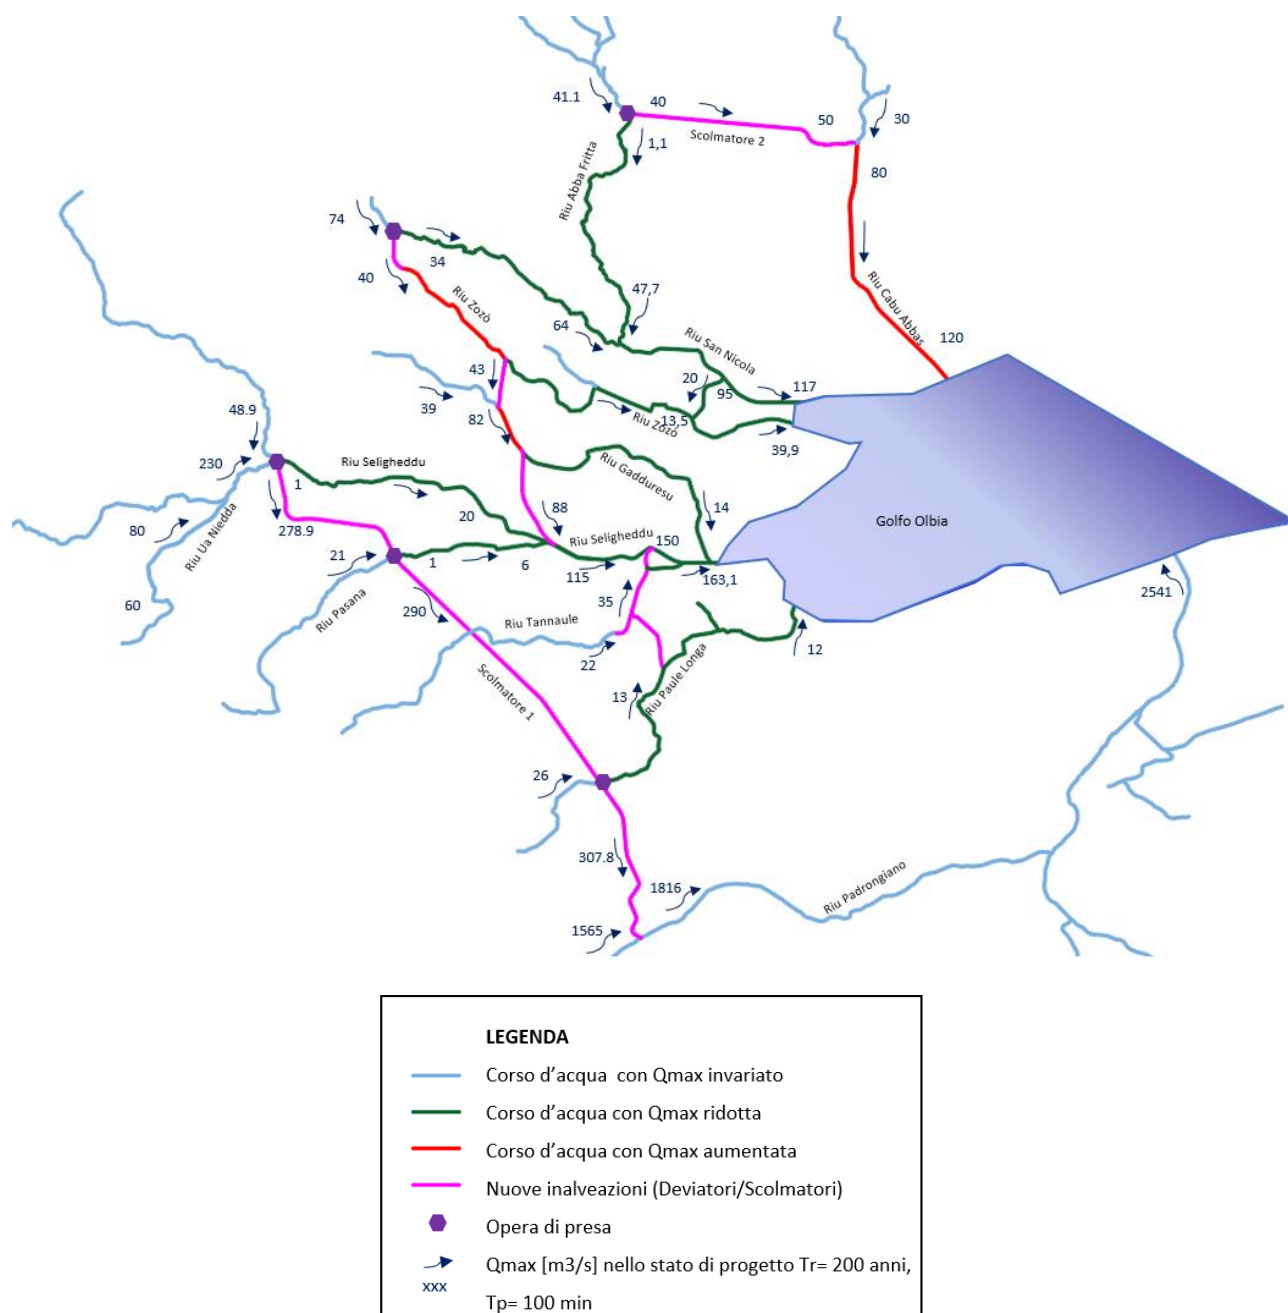 41.1
40
50
30
Scolmatore 2
1,1
80
Riu Abba Fritta
74
34
40
Riu Zozò
47,7
Riu Cabu Abbas
64
120
Riu San Nicola
43
20
95
117
39
82
13,5
Riu Zozò
39,9
48.9
230
Riu Seligheddu
1
Riu Gadduresu
14
80
Riu Ua Niedda
278.9
20
88
Riu Seligheddu
150
Golfo Olbia
21
1
6
115
163,1
60
Riu Pasana
290
35
Riu Tannaule
22
2541
12
Scolmatore 1
13
Riu Paule Longa
26
307.8
1816
Riu Padrongiano
1565
LEGENDA
Corso d’acqua con Qmax invariato
Corso d’acqua con Qmax ridotta
Corso d’acqua con Qmax aumentata
Nuove inalveazioni (Deviatori/Scolmatori)
Opera di presa
Qmax [m3/s] nello stato di progetto Tr= 200 anni,
xxx
Tp= 100 min